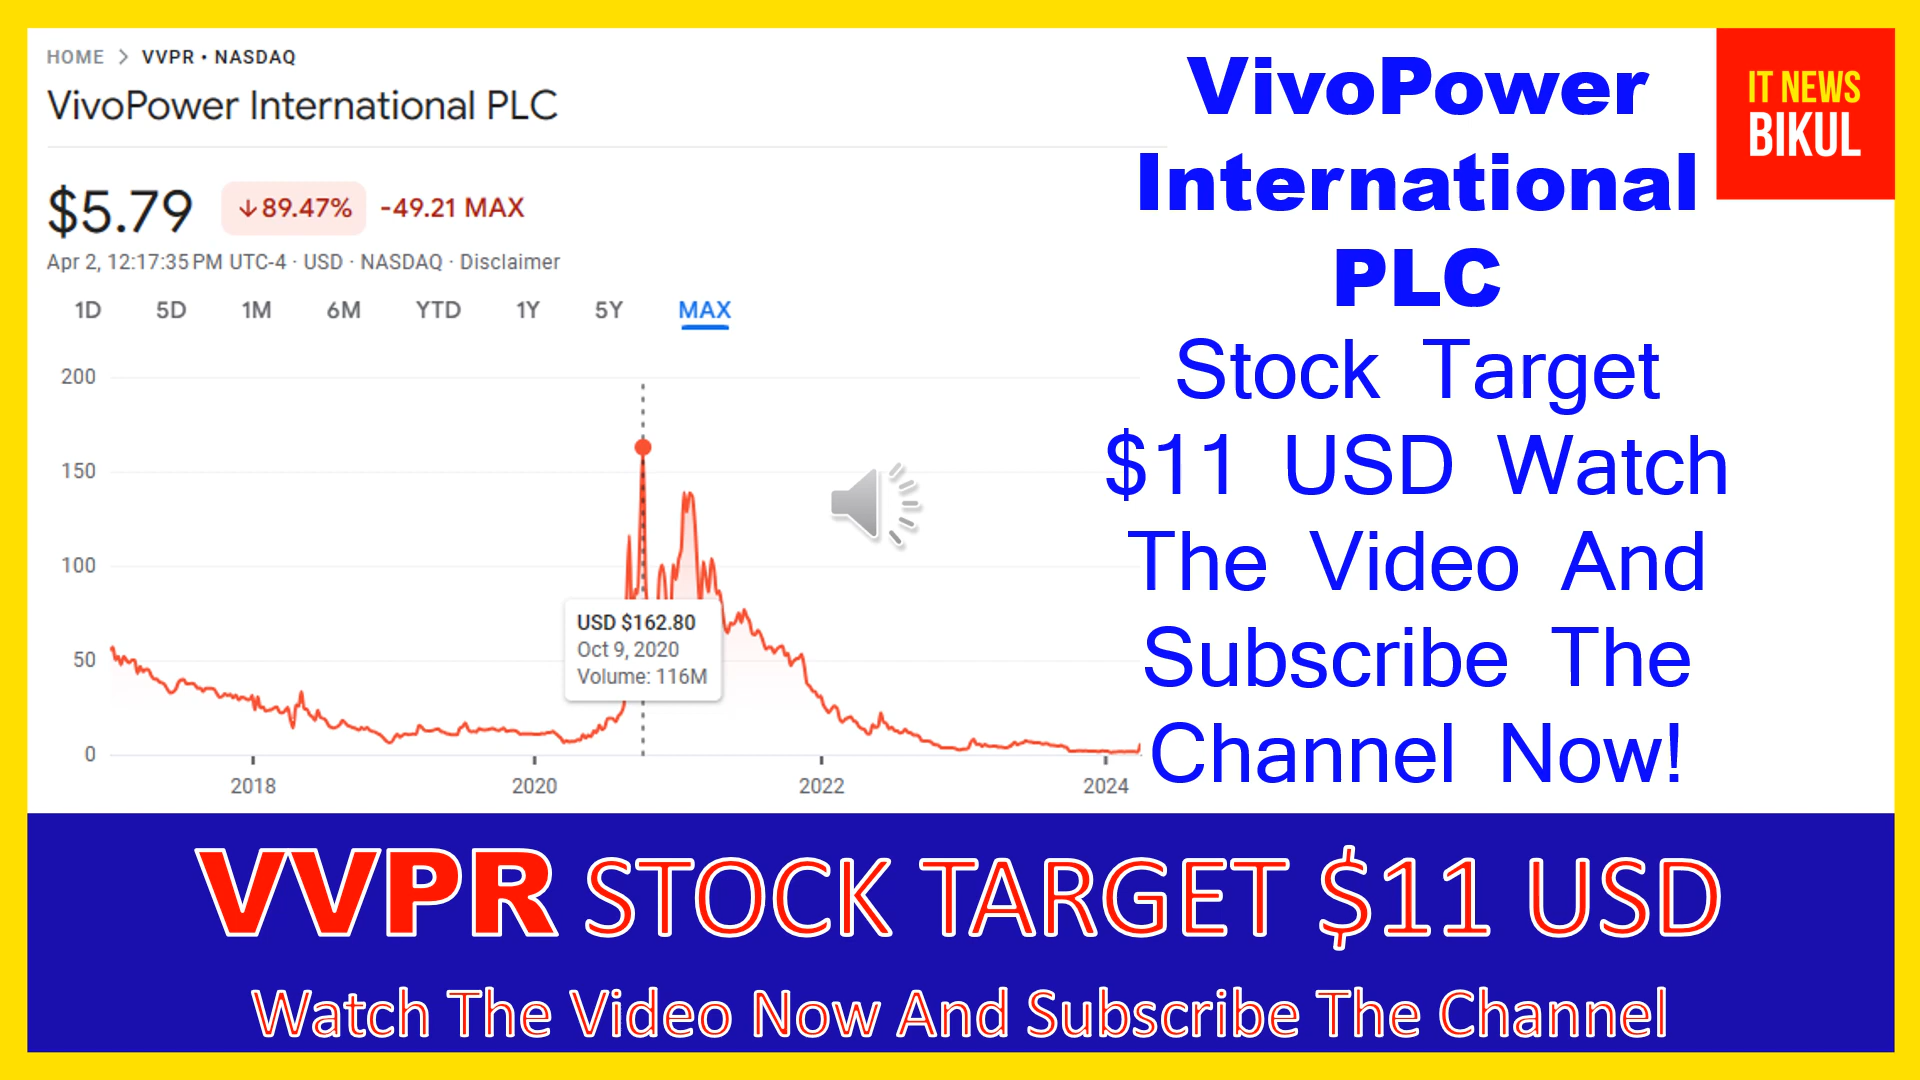 HOME > VVPR • NASDAQ
VivoPower International PLC
$5.79 ↓89.47% -49.21 MAX
Apr 2, 12:17:35 PM UTC-4 · USD · NASDAQ · Disclaimer
1D 5D 1M 6M YTD 1Y 5Y MAX
200
150
100
50
0
USD $162.80
Oct 9, 2020
Volume: 116M
2018 2020 2022 2024
VivoPower
International
PLC
Stock Target
$11 USD Watch
The Video And
Subscribe The
Channel Now!
IT NEWS
BIKUL
VVPR STOCK TARGET $11 USD
Watch The Video Now And Subscribe The Channel